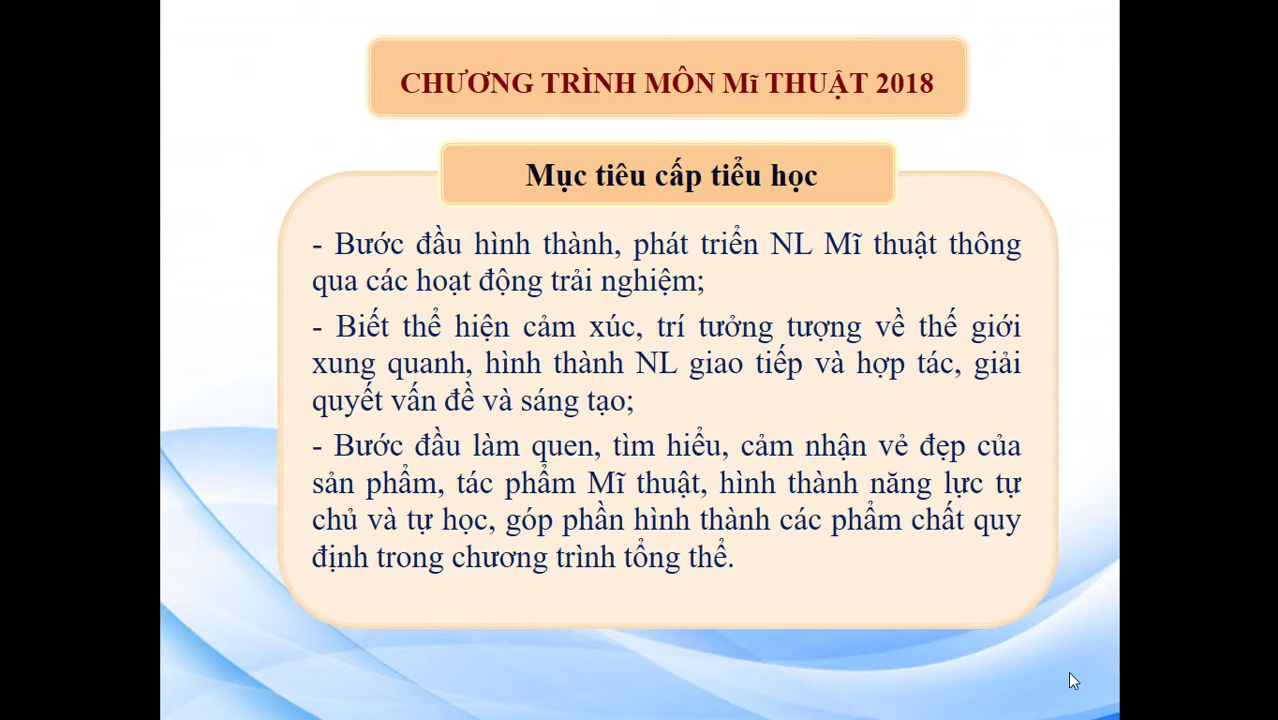 CHƯƠNG TRÌNH MÔN Mĩ THUẬT 2018
Mục tiêu cấp tiểu học
- Bước đầu hình thành, phát triển NL Mĩ thuật thông
qua các hoạt động trải nghiệm;
- Biết thể hiện cảm xúc, trí tưởng tượng về thế giới
xung quanh, hình thành NL giao tiếp và hợp tác, giải
quyết vấn đề và sáng tạo;
- Bước đầu làm quen, tìm hiểu, cảm nhận vẻ đẹp của
sản phẩm, tác phẩm Mĩ thuật, hình thành năng lực tự
chủ và tự học, góp phần hình thành các phẩm chất quy
định trong chương trình tổng thể.